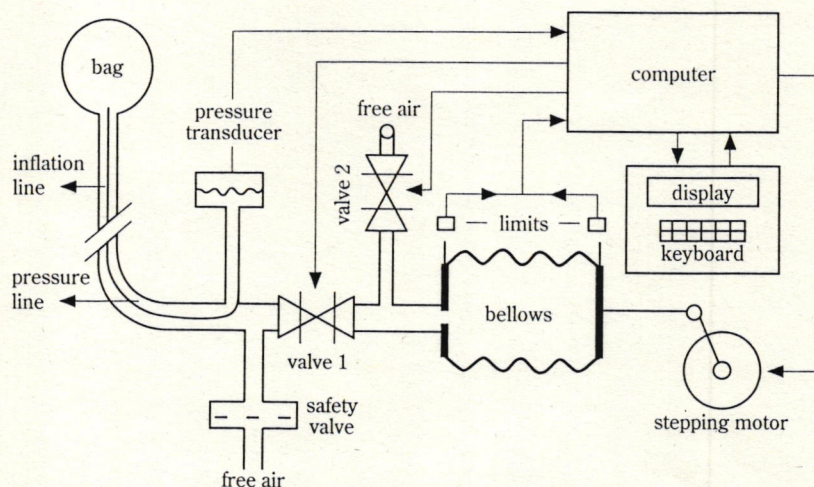 bag
computer
pressure
transducer
free air
inflation
line
valve 2
display
— limits —
keyboard
pressure
line
bellows
valve 1
safety
valve
stepping motor
free air